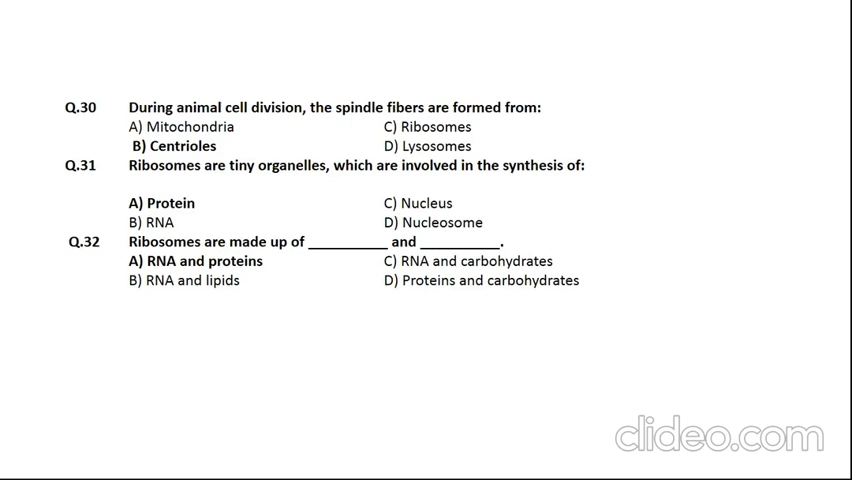 Q.30 During animal cell division, the spindle fibers are formed from:
A) Mitochondria C) Ribosomes
B) Centrioles D) Lysosomes
Q.31 Ribosomes are tiny organelles, which are involved in the synthesis of:
A) Protein C) Nucleus
B) RNA D) Nucleosome
Q.32 Ribosomes are made up of __________ and __________.
A) RNA and proteins C) RNA and carbohydrates
B) RNA and lipids D) Proteins and carbohydrates
clideo.com